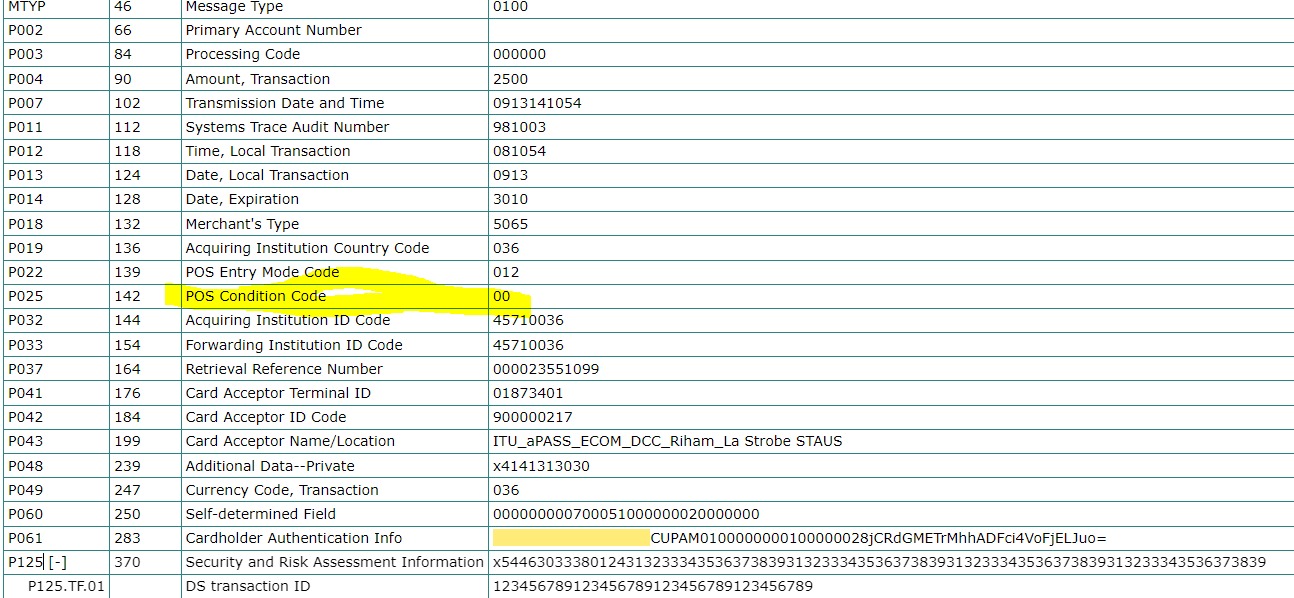 MTYP 46 Message Type 0100
P002 66 Primary Account Number
P003 84 Processing Code 000000
P004 90 Amount, Transaction 2500
P007 102 Transmission Date and Time 0913141054
P011 112 Systems Trace Audit Number 981003
P012 118 Time, Local Transaction 081054
P013 124 Date, Local Transaction 0913
P014 128 Date, Expiration 3010
P018 132 Merchant's Type 5065
P019 136 Acquiring Institution Country Code 036
P022 139 POS Entry Mode Code 012
P025 142 POS Condition Code 00
P032 144 Acquiring Institution ID Code 45710036
P033 154 Forwarding Institution ID Code 45710036
P037 164 Retrieval Reference Number 000023551099
P041 176 Card Acceptor Terminal ID 01873401
P042 184 Card Acceptor ID Code 900000217
P043 199 Card Acceptor Name/Location ITU_aPASS_ECOM_DCC_Riham_La Strobe STAUS
P048 239 Additional Data--Private x4141313030
P049 247 Currency Code, Transaction 036
P060 250 Self-determined Field 000000000700051000000020000000
P061 283 Cardholder Authentication Info CUPAM0100000000100000028jCRdGMETrMhhADFci4VoFjELJuo=
P125 [-] 370 Security and Risk Assessment Information x54463033380124313233343536373839313233343536373839313233343536373839313233343536373839
P125.TF.01 DS transaction ID 123456789123456789123456789123456789